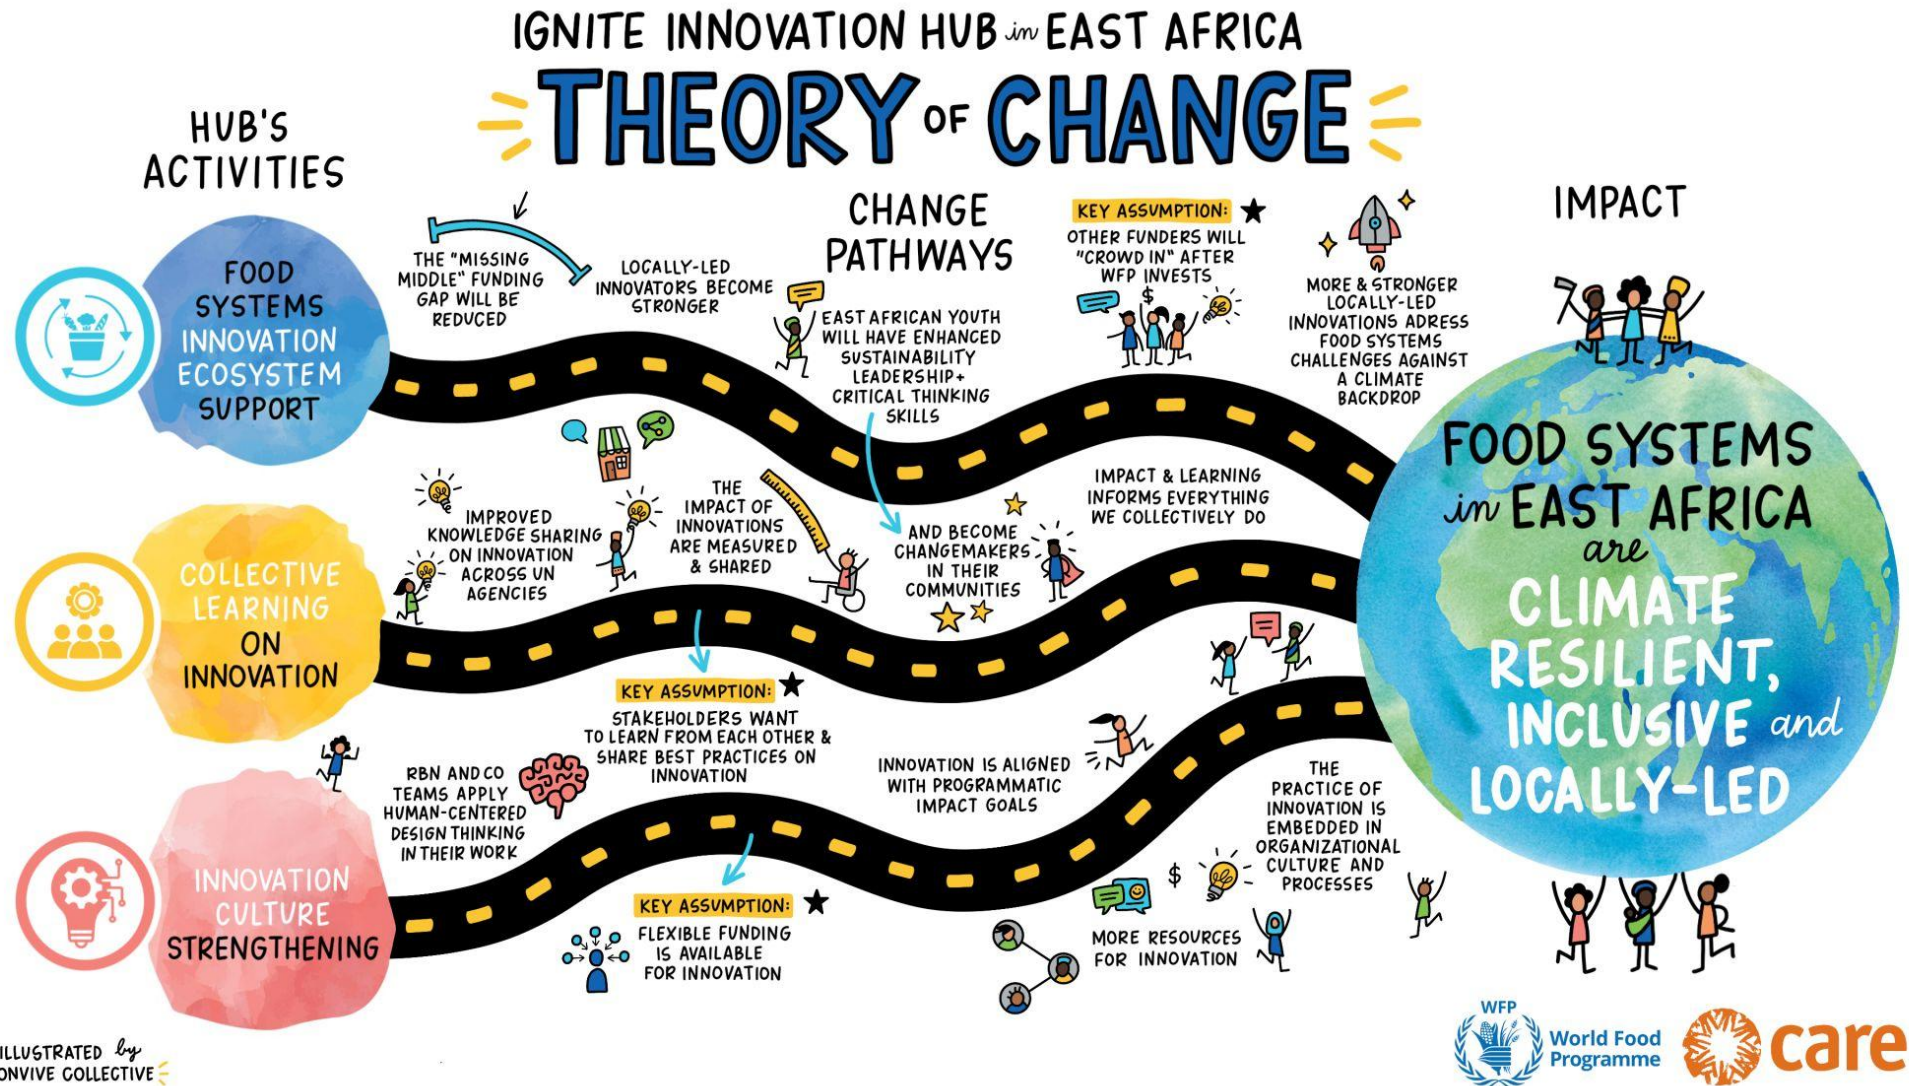 IGNITE INNOVATION HUB in EAST AFRICA
THEORY OF CHANGE
HUB'S
ACTIVITIES
FOOD
SYSTEMS
INNOVATION
ECOSYSTEM
SUPPORT
THE "MISSING
MIDDLE" FUNDING
GAP WILL BE
REDUCED
LOCALLY-LED
INNOVATORS BECOME
STRONGER
CHANGE
PATHWAYS
EAST AFRICAN YOUTH
WILL HAVE ENHANCED
SUSTAINABILITY
LEADERSHIP+
CRITICAL THINKING
SKILLS
KEY ASSUMPTION:
OTHER FUNDERS WILL
"CROWD IN" AFTER
WFP INVESTS
$
MORE & STRONGER
LOCALLY-LED
INNOVATIONS ADRESS
FOOD SYSTEMS
CHALLENGES AGAINST
A CLIMATE
BACKDROP
IMPACT
COLLECTIVE
LEARNING
ON
INNOVATION
IMPROVED
KNOWLEDGE SHARING
ON INNOVATION
ACROSS UN
AGENCIES
THE
IMPACT OF
INNOVATIONS
ARE MEASURED
& SHARED
AND BECOME
CHANGEMAKERS
IN THEIR
COMMUNITIES
IMPACT & LEARNING
INFORMS EVERYTHING
WE COLLECTIVELY DO
KEY ASSUMPTION:
STAKEHOLDERS WANT
TO LEARN FROM EACH OTHER &
SHARE BEST PRACTICES ON
INNOVATION
INNOVATION
CULTURE
STRENGTHENING
RBN AND CO
TEAMS APPLY
HUMAN-CENTERED
DESIGN THINKING
IN THEIR WORK
KEY ASSUMPTION:
FLEXIBLE FUNDING
IS AVAILABLE
FOR INNOVATION
INNOVATION IS ALIGNED
WITH PROGRAMMATIC
IMPACT GOALS
$
MORE RESOURCES
FOR INNOVATION
THE
PRACTICE OF
INNOVATION IS
EMBEDDED IN
ORGANIZATIONAL
CULTURE AND
PROCESSES
FOOD SYSTEMS
in EAST AFRICA
are
CLIMATE
RESILIENT,
INCLUSIVE and
LOCALLY-LED
ILLUSTRATED by
ONVIVE COLLECTIVE
WFP
World Food
Programme
care